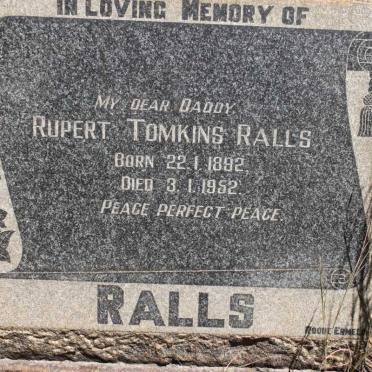 IN LOVING MEMORY OF
MY DEAR DADDY
RUPERT TOMKINS RALLS
BORN 22.1.1892.
DIED 3.1.1952.
PEACE PERFECT PEACE.
RALLS